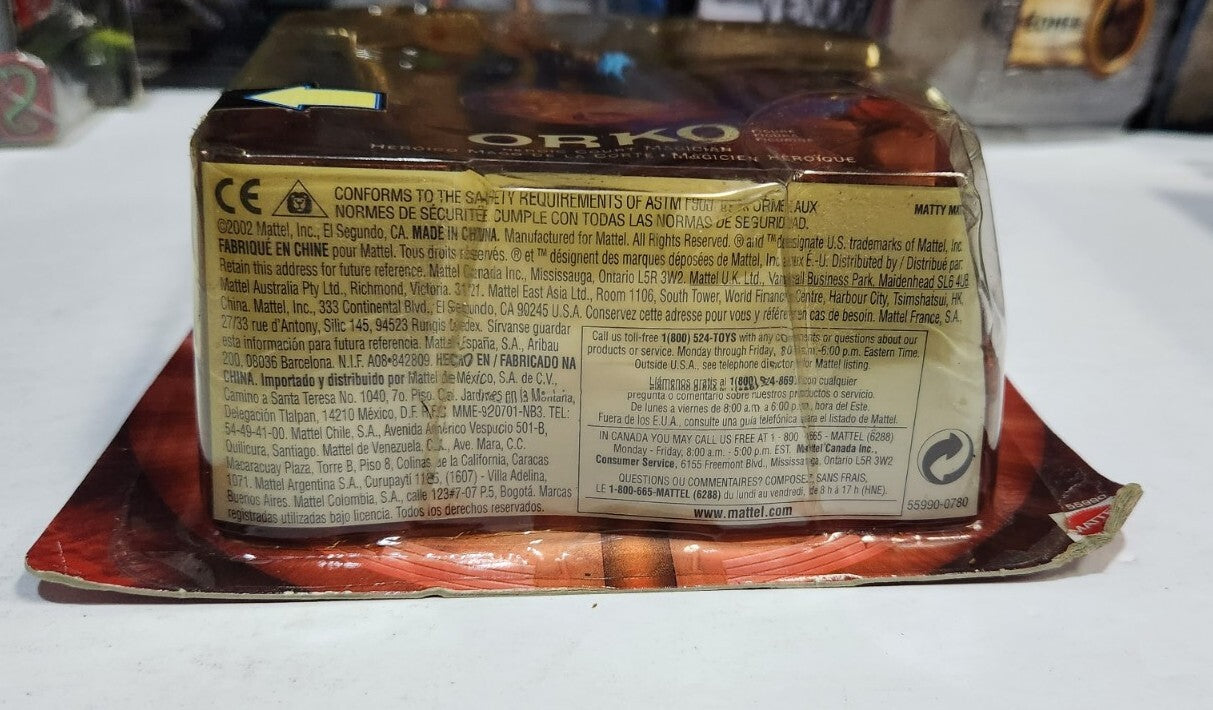 ORKO
FIGURE
FIGURA
FIGURINE
HEROICO MAGO DE LA CORTE • MAGICIEN HÉROÏQUE
COURT MAGICIAN
CE
CONFORMS TO THE SAFETY REQUIREMENTS OF ASTM F963 AUX
NORMES DE SÉCURITÉ CUMPLE CON TODAS LAS NORMAS DE SEGURIDAD.
MATTY
©2002 Mattel, Inc., El Segundo, CA. MADE IN CHINA. Manufactured for Mattel. All Rights Reserved. ® and ™ designate U.S. trademarks of Mattel, Inc.
FABRIQUÉ EN CHINE pour Mattel. Tous droits réservés. ® et ™ désignent des marques déposées de Mattel, Inc. aux É.-U. Distributed by / Distribué par:
Retain this address for future reference. Mattel Canada Inc., Mississauga, Ontario L5R 3W2. Mattel U.K. Ltd., Vanwall Business Park, Maidenhead SL6 4UB.
Mattel Australia Pty Ltd., Richmond, Victoria. 3121. Mattel East Asia Ltd., Room 1106, South Tower, World Finance Centre, Harbour City, Tsimshatsui, HK,
China. Mattel, Inc., 333 Continental Blvd., El Segundo, CA 90245 U.S.A. Conservez cette adresse pour vous y référer en cas de besoin. Mattel France, S.A.,
27/33 rue d'Antony, Silic 145, 94523 Rungis Cedex. Sírvanse guardar
esta información para futura referencia. Mattel España, S.A., Aribau
200, 08036 Barcelona. N.I.F. A08•842809. HECHO EN / FABRICADO NA
CHINA. Importado y distribuido por Mattel de México, S.A. de C.V.,
Camino a Santa Teresa No. 1040, 7o. Piso, Col. Jardines en la Montaña,
Delegación Tlalpan, 14210 México, D.F. R.F.C. MME-920701-NB3. TEL:
54-49-41-00. Mattel Chile, S.A., Avenida Américo Vespucio 501-B,
Quilicura, Santiago. Mattel de Venezuela, C.A., Ave. Mara, C.C.
Macaracuay Plaza, Torre B, Piso 8, Colinas de la California, Caracas
1071. Mattel Argentina S.A., Curupaytí 1186, (1607) - Villa Adelina,
Buenos Aires. Mattel Colombia, S.A., calle 123#7-07 P.5, Bogotá. Marcas
registradas utilizadas bajo licencia. Todos los derechos reservados.
Call us toll-free 1(800) 524-TOYS with any comments or questions about our
products or service. Monday through Friday, 8:00 a.m.-6:00 p.m. Eastern Time.
Outside U.S.A., see telephone directory for Mattel listing.
Llámenos gratis al con cualquier
pregunta o comentario sobre nuestros productos o servicio.
De lunes a viernes de 8:00 a.m. a 6:00 p.m., hora del Este.
Fuera de los E.U.A., consulte una guía telefónica para el listado de Mattel.
IN CANADA YOU MAY CALL US FREE AT 1 - 800 - 665 - MATTEL (6288)
Monday - Friday, 8:00 a.m. - 5:00 p.m. EST. Mattel Canada Inc.,
Consumer Service, 6155 Freemont Blvd., Mississauga, Ontario L5R 3W2
QUESTIONS OU COMMENTAIRES? COMPOSEZ, SANS FRAIS,
LE 1-800-665-MATTEL (6288) du lundi au vendredi, de 8 h à 17 h (HNE).
www.mattel.com
55990-0780
55990
MATT